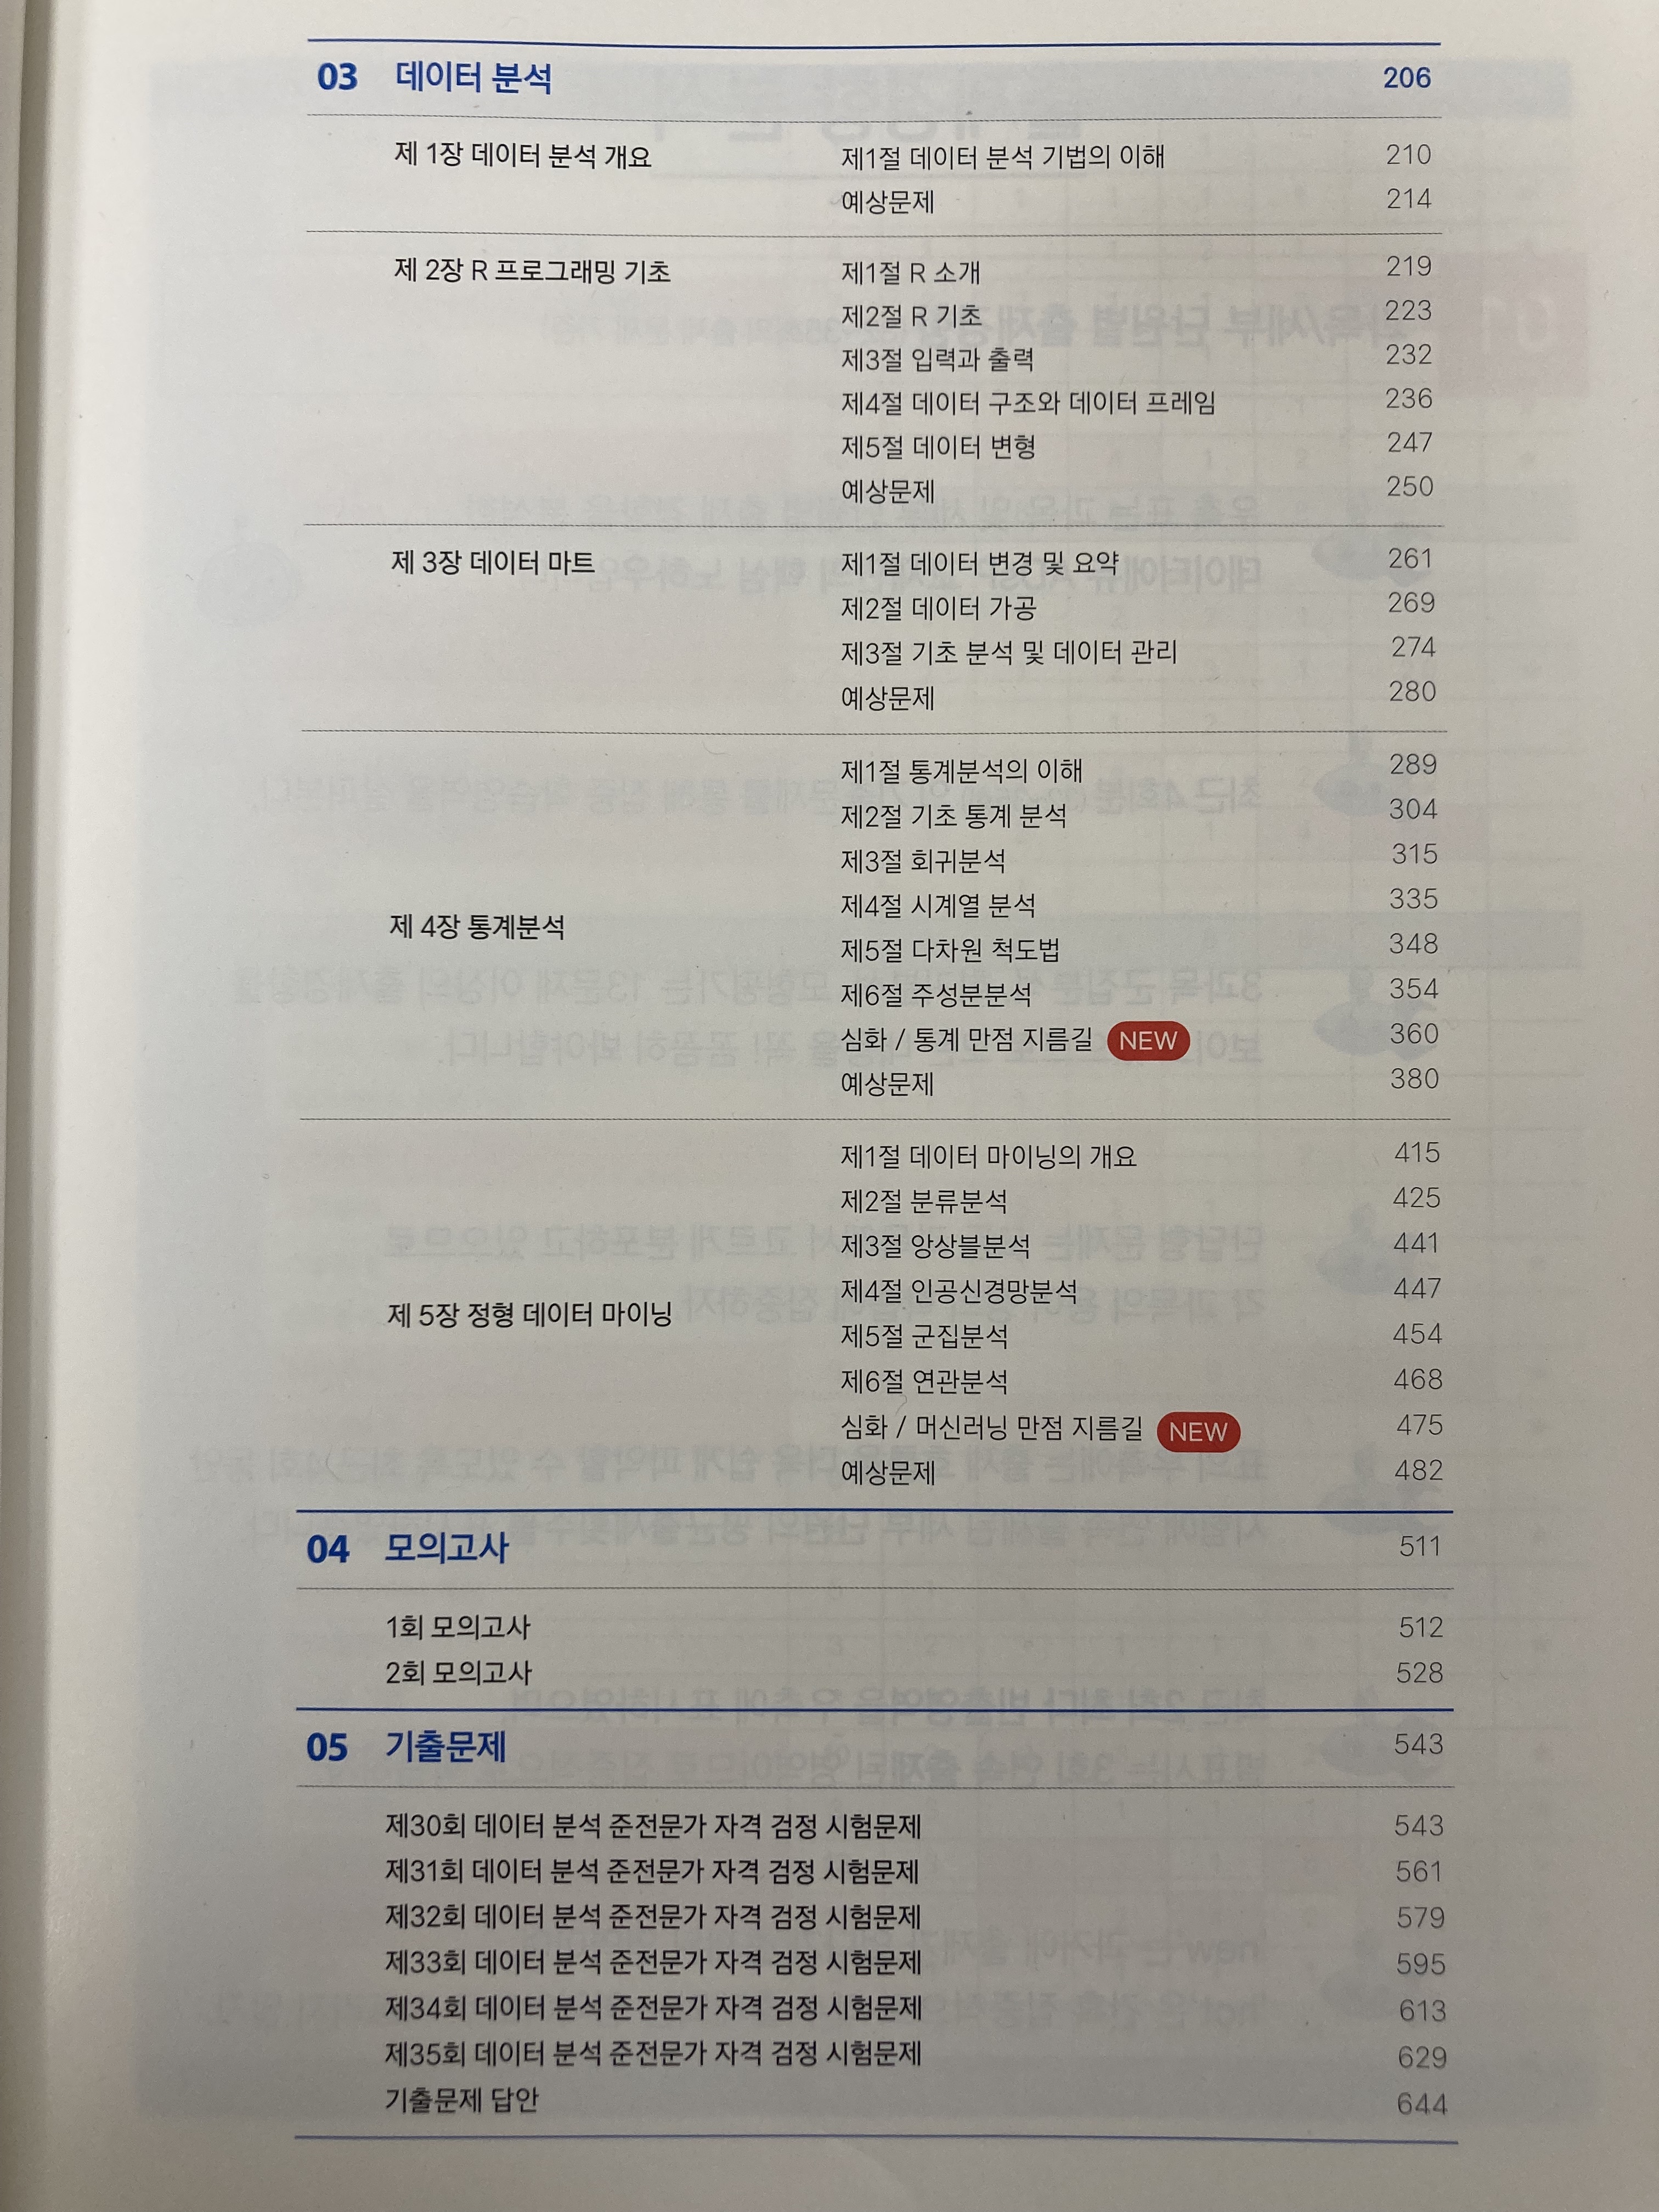 03 데이터 분석 206
제 1장 데이터 분석 개요 제1절 데이터 분석 기법의 이해 210
예상문제 214
제 2장 R 프로그래밍 기초 제1절 R 소개 219
제2절 R 기초 223
제3절 입력과 출력 232
제4절 데이터 구조와 데이터 프레임 236
제5절 데이터 변형 247
예상문제 250
제 3장 데이터 마트 제1절 데이터 변경 및 요약 261
제2절 데이터 가공 269
제3절 기초 분석 및 데이터 관리 274
예상문제 280
제1절 통계분석의 이해 289
제2절 기초 통계 분석 304
제3절 회귀분석 315
제4절 시계열 분석 335
제 4장 통계분석
제5절 다차원 척도법 348
제6절 주성분분석 354
심화 / 통계 만점 지름길 NEW 360
예상문제 380
제1절 데이터 마이닝의 개요 415
제2절 분류분석 425
제3절 앙상블분석 441
제4절 인공신경망분석 447
제 5장 정형 데이터 마이닝
제5절 군집분석 454
제6절 연관분석 468
심화 / 머신러닝 만점 지름길 NEW 475
예상문제 482
04 모의고사 511
1회 모의고사 512
2회 모의고사 528
05 기출문제 543
제30회 데이터 분석 준전문가 자격 검정 시험문제 543
제31회 데이터 분석 준전문가 자격 검정 시험문제 561
제32회 데이터 분석 준전문가 자격 검정 시험문제 579
제33회 데이터 분석 준전문가 자격 검정 시험문제 595
제34회 데이터 분석 준전문가 자격 검정 시험문제 613
제35회 데이터 분석 준전문가 자격 검정 시험문제 629
기출문제 답안 644